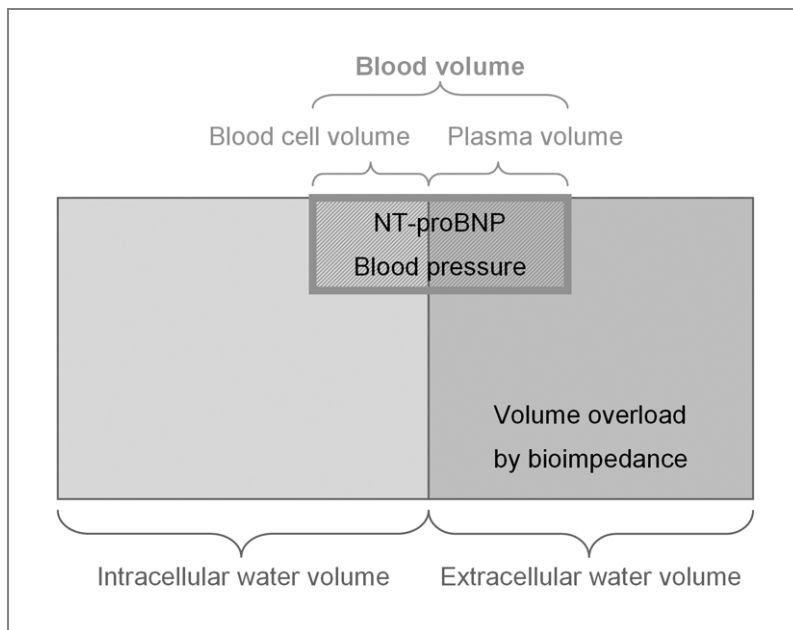 Blood volume
Blood cell volume Plasma volume
NT-proBNP
Blood pressure
Volume overload
by bioimpedance
Intracellular water volume Extracellular water volume